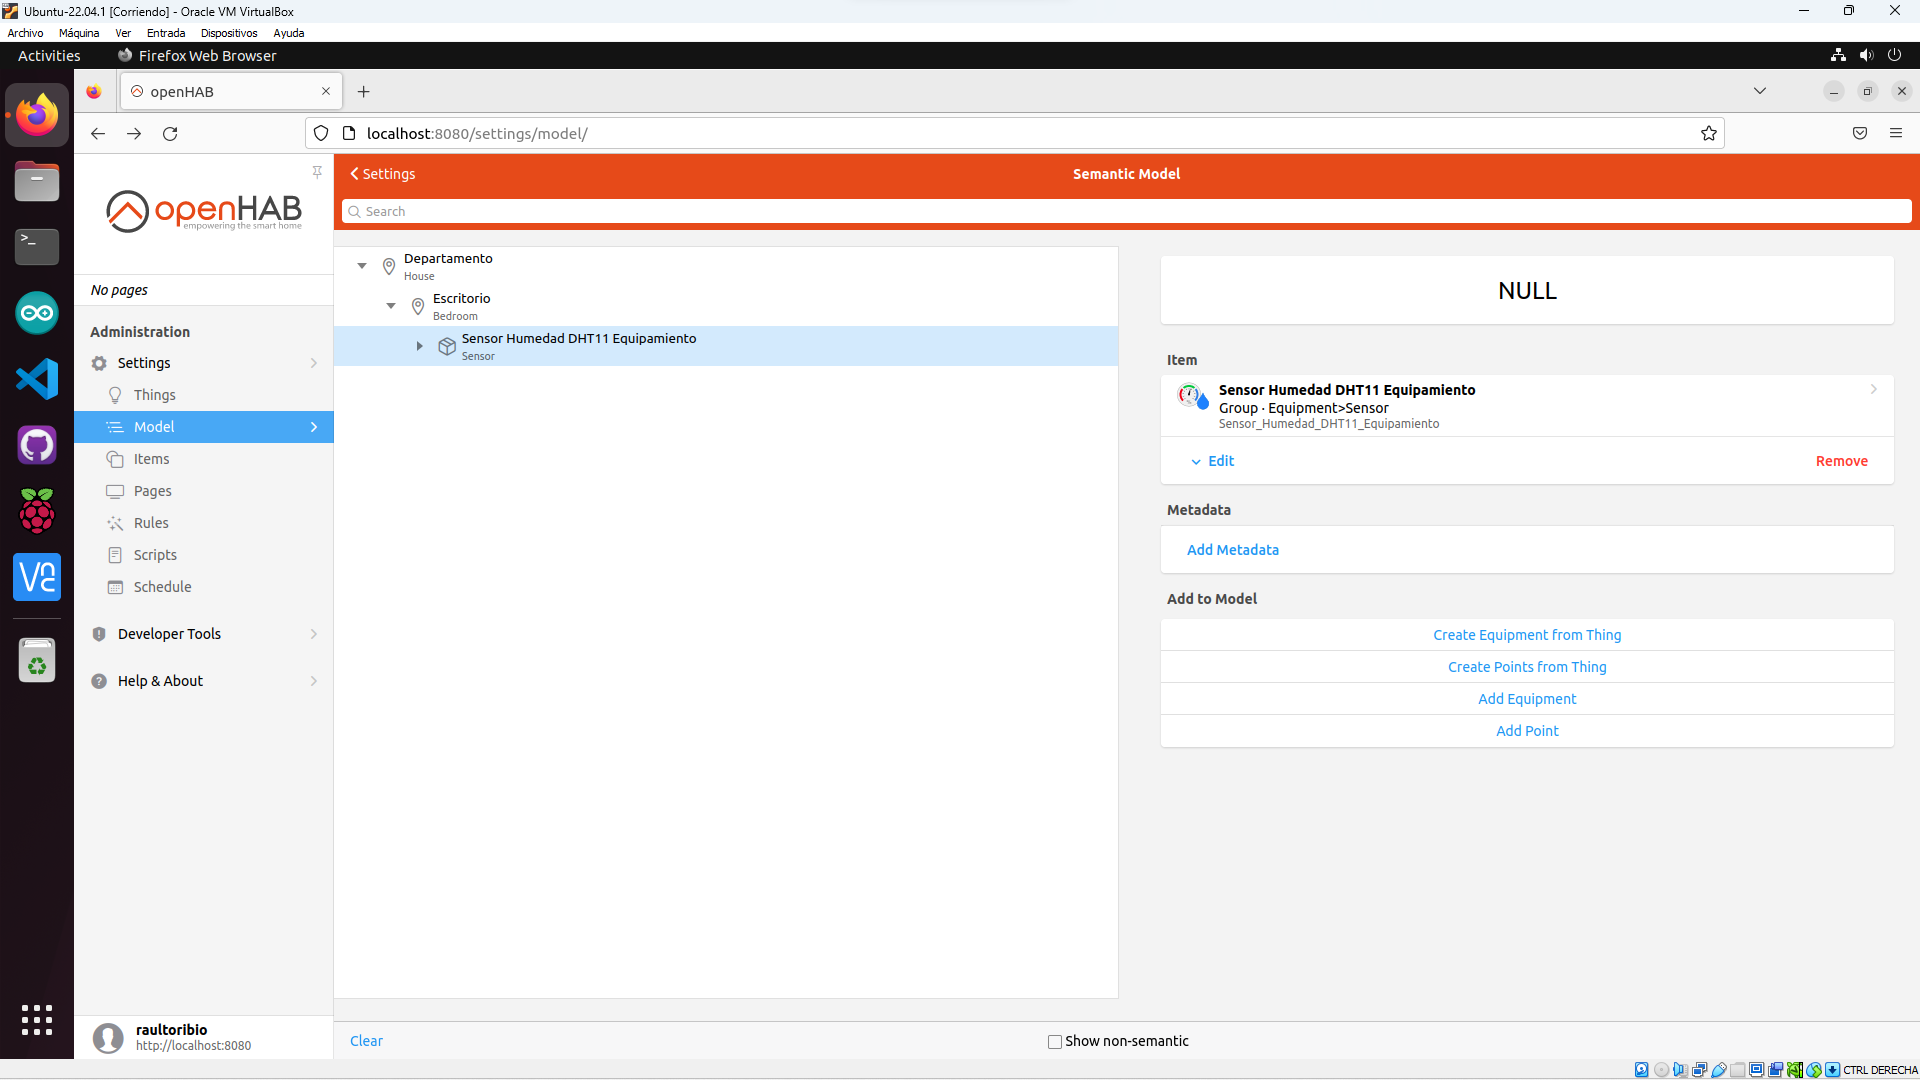 Ubuntu-22.04.1 [Corriendo] - Oracle VM VirtualBox
Archivo Máquina Ver Entrada Dispositivos Ayuda
Activities Firefox Web Browser
openHAB
localhost:8080/settings/model/
openHAB
empowering the smart home
No pages
Administration
Settings
Things
Model
Items
Pages
Rules
Scripts
Schedule
Developer Tools
Help & About
raultoribio
http://localhost:8080
Settings
Semantic Model
Search
Departamento
House
Escritorio
Bedroom
Sensor Humedad DHT11 Equipamiento
Sensor
NULL
Item
Sensor Humedad DHT11 Equipamiento
Group · Equipment>Sensor
Sensor_Humedad_DHT11_Equipamiento
Edit Remove
Metadata
Add Metadata
Add to Model
Create Equipment from Thing
Create Points from Thing
Add Equipment
Add Point
Clear Show non-semantic
CTRL DERECHA